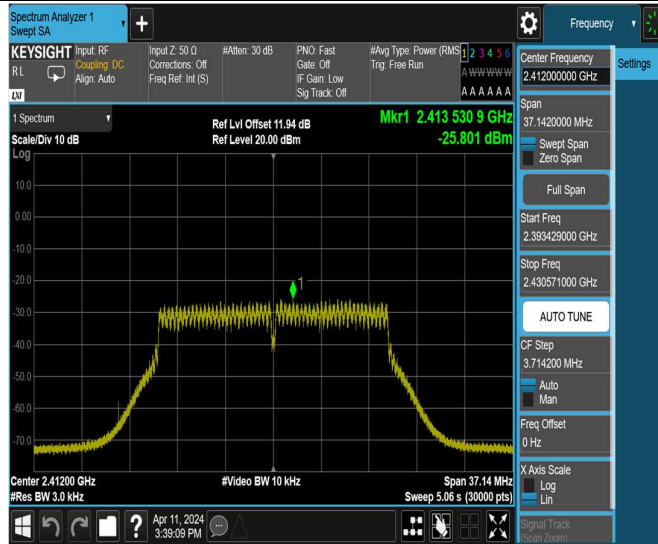 Spectrum Analyzer 1
Swept SA
Frequency
KEYSIGHT
R L
LXI
Input: RF
Coupling: DC
Align: Auto
Input Z: 50 Ω
Corrections: Off
Freq Ref: Int (S)
#Atten: 30 dB
PNO: Fast
Gate: Off
IF Gain: Low
Sig Track: Off
#Avg Type: Power (RMS
Trig: Free Run
1 2 3 4 5 6
A W W W W W
A A A A A A
1 Spectrum
Scale/Div 10 dB
Log
Ref Lvl Offset 11.94 dB
Ref Level 20.00 dBm
Mkr1 2.413 530 9 GHz
-25.801 dBm
10.0
0.00
-10.0
-20.0
-30.0
-40.0
-50.0
-60.0
-70.0
1
Center 2.41200 GHz
#Res BW 3.0 kHz
#Video BW 10 kHz
Span 37.14 MHz
Sweep 5.06 s (30000 pts)
Apr 11, 2024
3:39:09 PM
Center Frequency
2.412000000 GHz
Span
37.1420000 MHz
Swept Span
Zero Span
Full Span
Start Freq
2.393429000 GHz
Stop Freq
2.430571000 GHz
AUTO TUNE
CF Step
3.714200 MHz
Auto
Man
Freq Offset
0 Hz
X Axis Scale
Log
Lin
Signal Track
(Span Zoom)
Settings